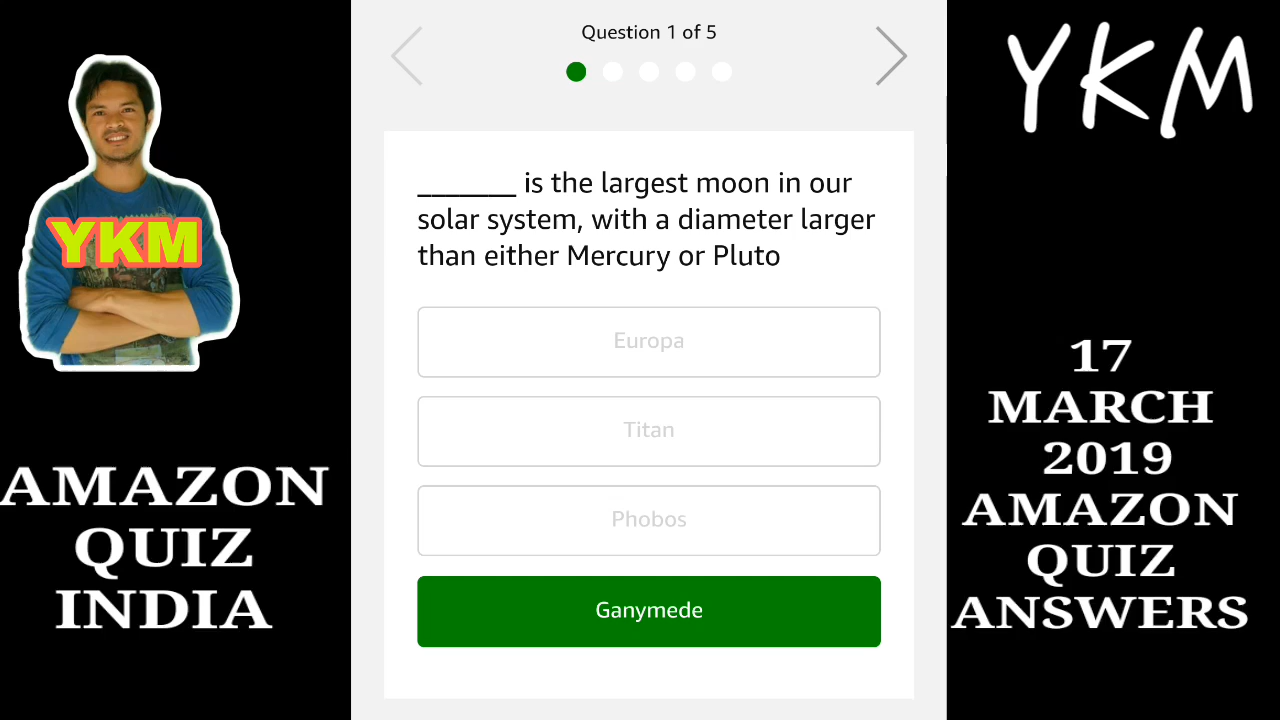 YKM
AMAZON
QUIZ
INDIA
Question 1 of 5
_______ is the largest moon in our
solar system, with a diameter larger
than either Mercury or Pluto
Europa
Titan
Phobos
Ganymede
YKM
17
MARCH
2019
AMAZON
QUIZ
ANSWERS